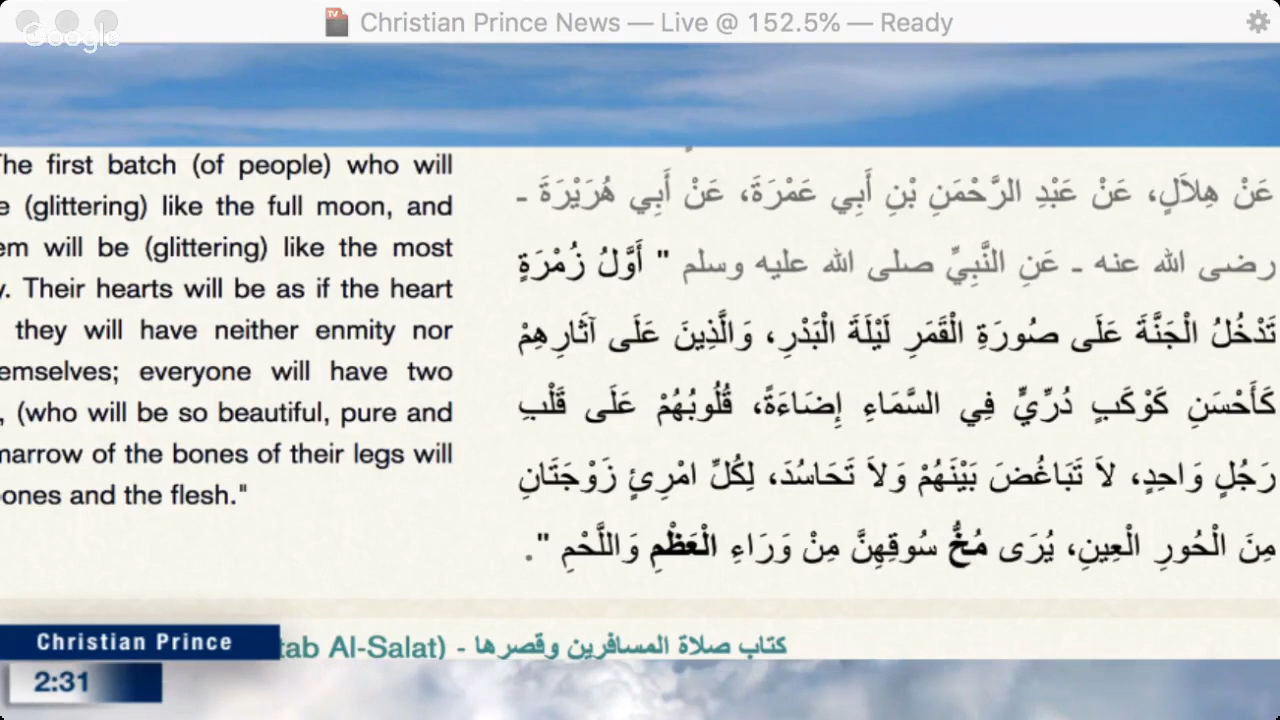 Christian Prince News — Live @ 152.5% — Ready
Google
The first batch (of people) who will
e (glittering) like the full moon, and
em will be (glittering) like the most
y. Their hearts will be as if the heart
they will have neither enmity nor
emselves; everyone will have two
, (who will be so beautiful, pure and
marrow of the bones of their legs will
ones and the flesh."
عَنْ هِلاَلٍ، عَنْ عَبْدِ الرَّحْمَنِ بْنِ أَبِي عَمْرَةَ، عَنْ أَبِي هُرَيْرَةَ ـ
رضى الله عنه ـ عَنِ النَّبِيِّ صلى الله عليه وسلم " أَوَّلُ زُمْرَةٍ
تَدْخُلُ الْجَنَّةَ عَلَى صُورَةِ الْقَمَرِ لَيْلَةَ الْبَدْرِ، وَالَّذِينَ عَلَى آثَارِهِمْ
كَأَحْسَنِ كَوْكَبٍ دُرِّيٍّ فِي السَّمَاءِ إِضَاءَةً، قُلُوبُهُمْ عَلَى قَلْبِ
رَجُلٍ وَاحِدٍ، لاَ تَبَاغُضَ بَيْنَهُمْ وَلاَ تَحَاسُدَ، لِكُلِّ امْرِئٍ زَوْجَتَانِ
مِنَ الْحُورِ الْعِينِ، يُرَى مُخُّ سُوقِهِنَّ مِنْ وَرَاءِ الْعَظْمِ وَاللَّحْمِ ".
tab Al-Salat) - كتاب صلاة المسافرين وقصرها
Christian Prince
2:31